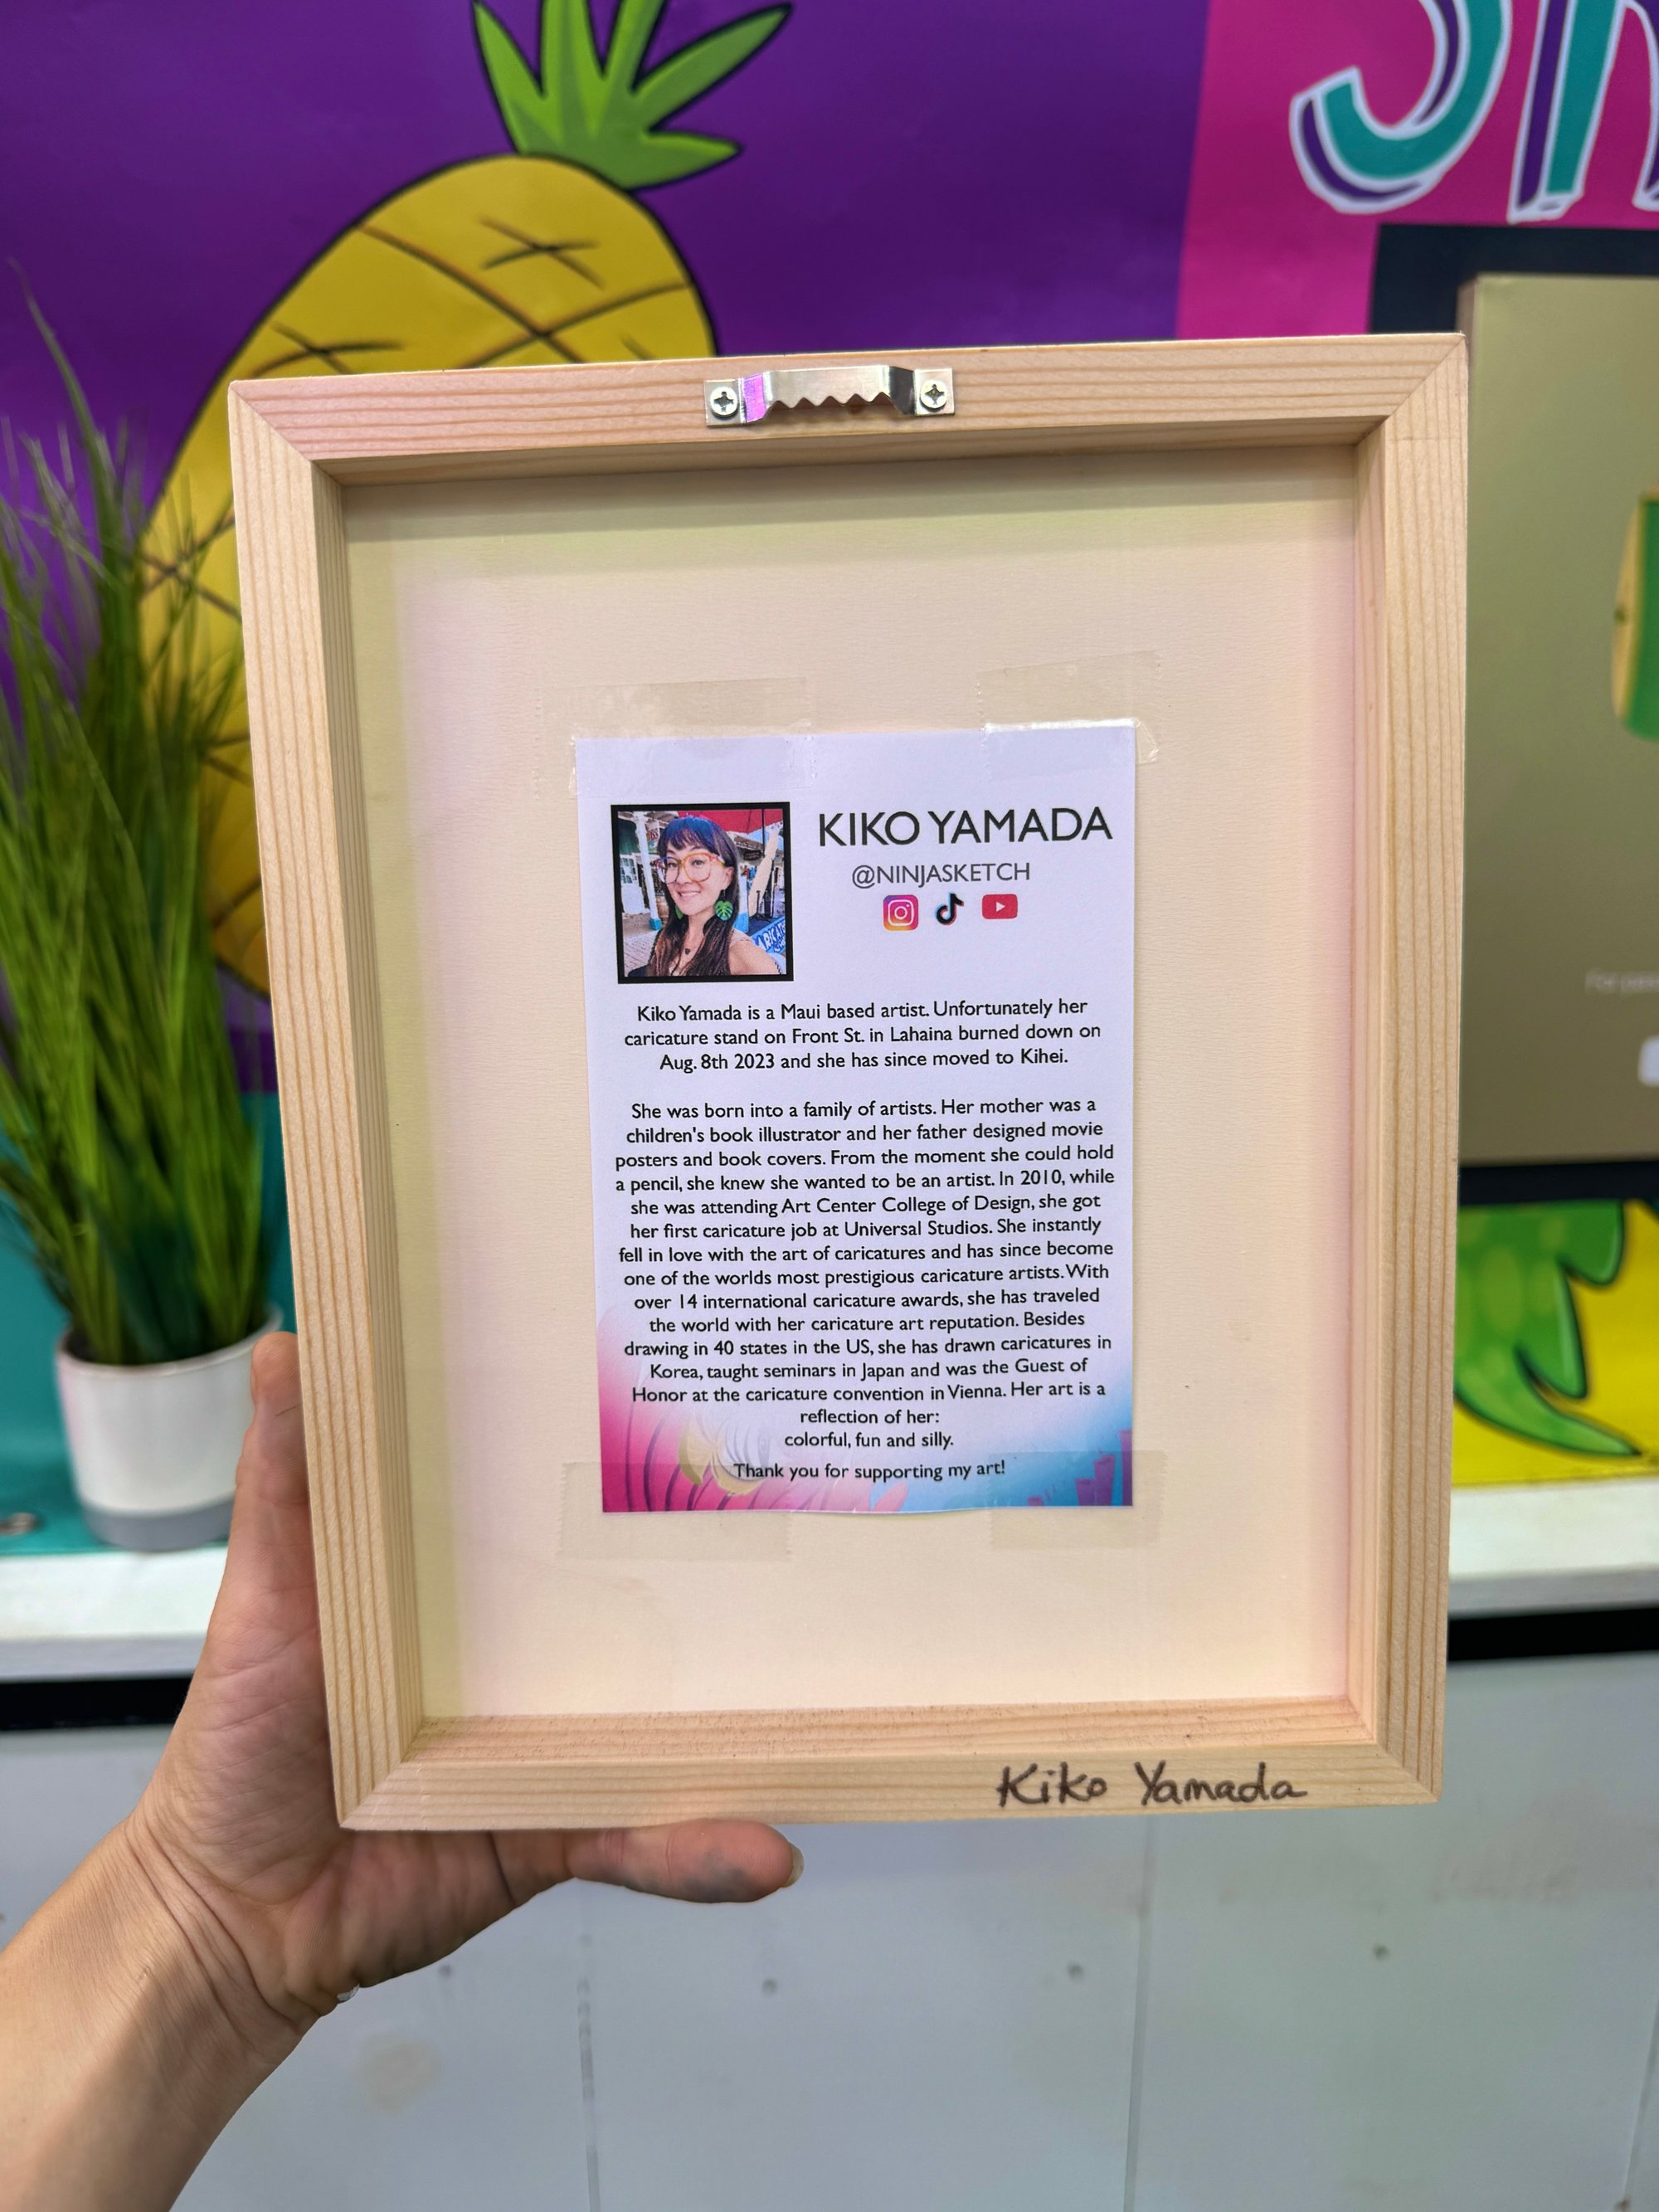 KIKO YAMADA
@NINJASKETCH
Kiko Yamada is a Maui based artist. Unfortunately her
caricature stand on Front St. in Lahaina burned down on
Aug. 8th 2023 and she has since moved to Kihei.
She was born into a family of artists. Her mother was a
children's book illustrator and her father designed movie
posters and book covers. From the moment she could hold
a pencil, she knew she wanted to be an artist. In 2010, while
she was attending Art Center College of Design, she got
her first caricature job at Universal Studios. She instantly
fell in love with the art of caricatures and has since become
one of the worlds most prestigious caricature artists. With
over 14 international caricature awards, she has traveled
the world with her caricature art reputation. Besides
drawing in 40 states in the US, she has drawn caricatures in
Korea, taught seminars in Japan and was the Guest of
Honor at the caricature convention in Vienna. Her art is a
reflection of her:
colorful, fun and silly.
Thank you for supporting my art!
Kiko Yamada